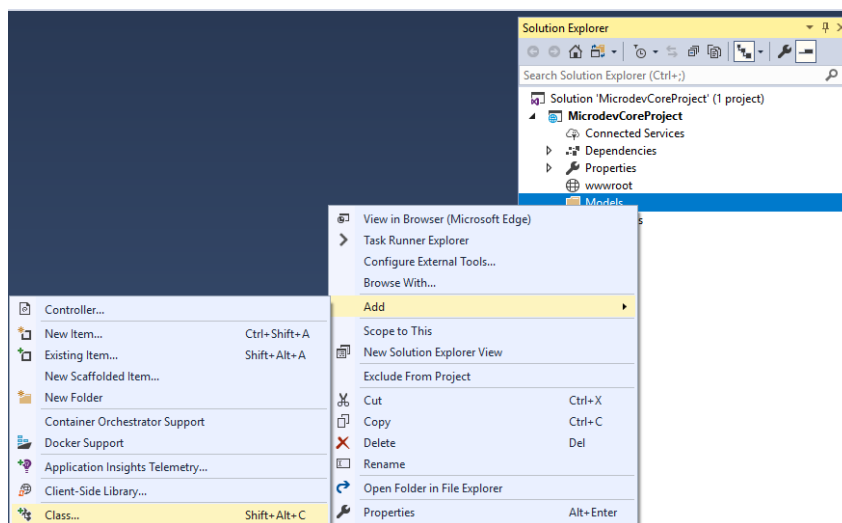 Solution Explorer
Search Solution Explorer (Ctrl+;)
Solution 'MicrodevCoreProject' (1 project)
MicrodevCoreProject
Connected Services
Dependencies
Properties
wwwroot
Models
s
View in Browser (Microsoft Edge)
Task Runner Explorer
Configure External Tools...
Browse With...
Add
Scope to This
New Solution Explorer View
Exclude From Project
Cut Ctrl+X
Copy Ctrl+C
Delete Del
Rename
Open Folder in File Explorer
Properties Alt+Enter
Controller...
New Item... Ctrl+Shift+A
Existing Item... Shift+Alt+A
New Scaffolded Item...
New Folder
Container Orchestrator Support
Docker Support
Application Insights Telemetry...
Client-Side Library...
Class... Shift+Alt+C